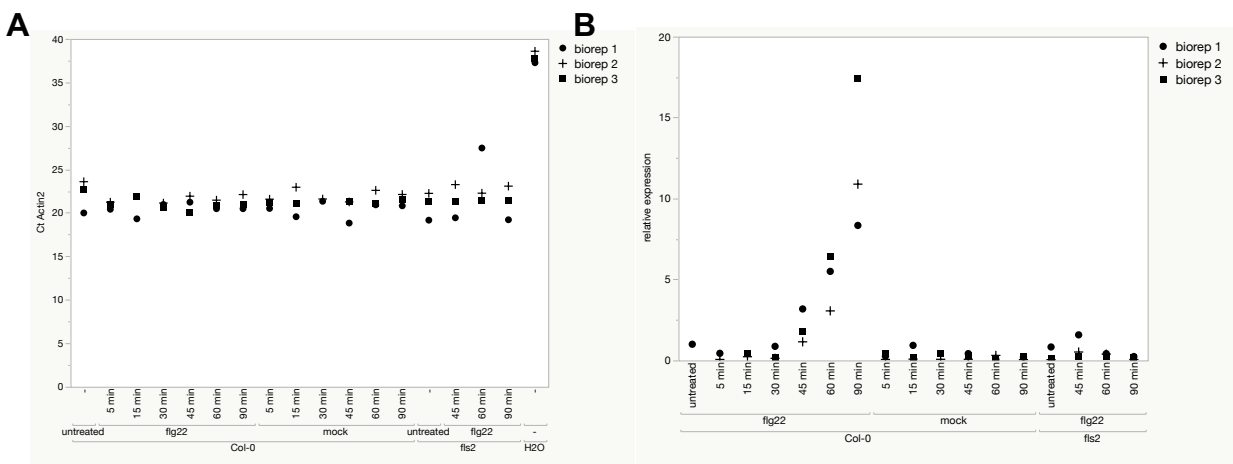 A
40
35
30
25
20
15
10
5
0
Ct Actin2
biorep 1
biorep 2
biorep 3
- 5 min 15 min 30 min 45 min 60 min 90 min 5 min 15 min 30 min 45 min 60 min 90 min - 45 min 60 min 90 min -
untreated flg22 mock untreated flg22 -
Col-0 fls2 H2O
B
20
15
10
5
0
relative expression
biorep 1
biorep 2
biorep 3
untreated 5 min 15 min 30 min 45 min 60 min 90 min 5 min 15 min 30 min 45 min 60 min 90 min untreated 45 min 60 min 90 min
flg22 mock flg22
Col-0 fls2